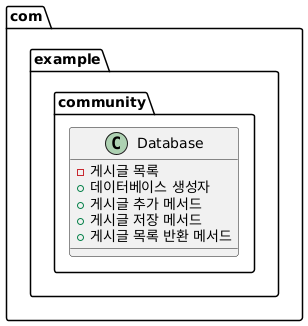 com
example
community
C Database
게시글 목록
데이터베이스 생성자
게시글 추가 메서드
게시글 저장 메서드
게시글 목록 반환 메서드